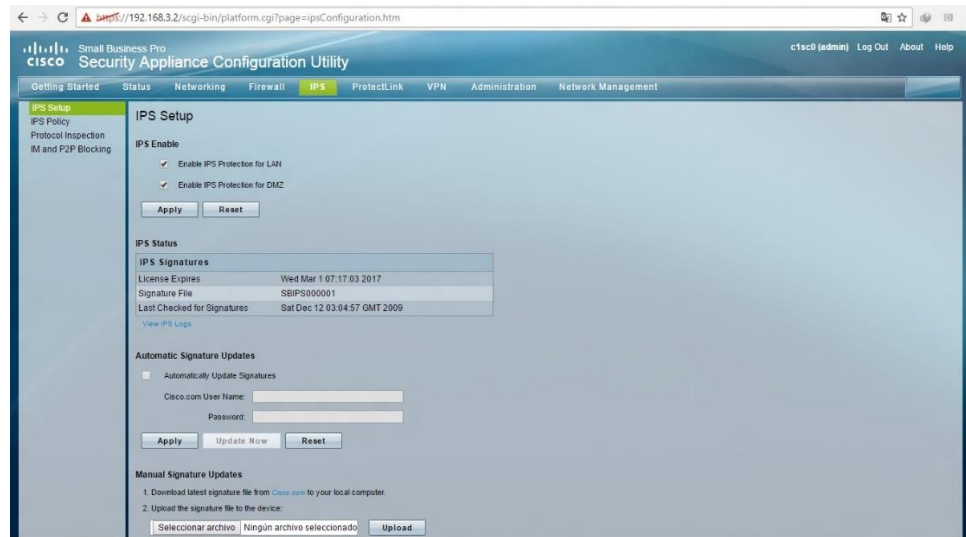 https://192.168.3.2/scgi-bin/platform.cgi?page=ipsConfiguration.htm
Small Business Pro
CISCO Security Appliance Configuration Utility
c1sc0 (admin) Log Out About Help
Getting Started Status Networking Firewall IPS ProtectLink VPN Administration Network Management
IPS Setup
IPS Policy
Protocol Inspection
IM and P2P Blocking
IPS Setup
IPS Enable
Enable IPS Protection for LAN
Enable IPS Protection for DMZ
Apply Reset
IPS Status
IPS Signatures
License Expires Wed Mar 1 07:17:03 2017
Signature File SBIPS000001
Last Checked for Signatures Sat Dec 12 03:04:57 GMT 2009
View IPS Logs
Automatic Signature Updates
Automatically Update Signatures
Cisco.com User Name:
Password:
Apply Update Now Reset
Manual Signature Updates
1. Download latest signature file from Cisco.com to your local computer.
2. Upload the signature file to the device:
Seleccionar archivo Ningún archivo seleccionado Upload